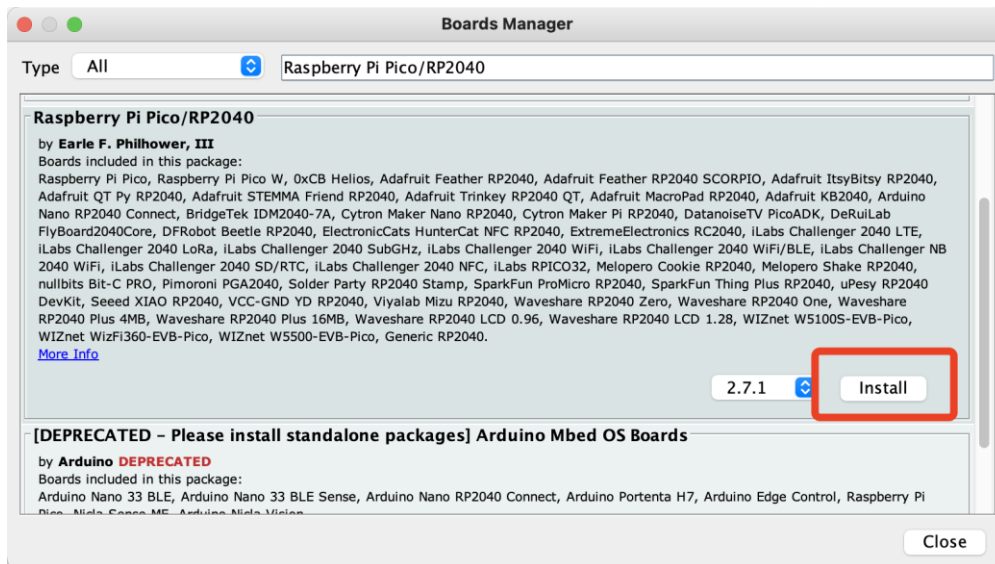 Boards Manager
Type All Raspberry Pi Pico/RP2040
Raspberry Pi Pico/RP2040
by Earle F. Philhower, III
Boards included in this package:
Raspberry Pi Pico, Raspberry Pi Pico W, 0xCB Helios, Adafruit Feather RP2040, Adafruit Feather RP2040 SCORPIO, Adafruit ItsyBitsy RP2040,
Adafruit QT Py RP2040, Adafruit STEMMA Friend RP2040, Adafruit Trinkey RP2040 QT, Adafruit MacroPad RP2040, Adafruit KB2040, Arduino
Nano RP2040 Connect, BridgeTek IDM2040-7A, Cytron Maker Nano RP2040, Cytron Maker Pi RP2040, DatanoiseTV PicoADK, DeRuiLab
FlyBoard2040Core, DFRobot Beetle RP2040, ElectronicCats HunterCat NFC RP2040, ExtremeElectronics RC2040, iLabs Challenger 2040 LTE,
iLabs Challenger 2040 LoRa, iLabs Challenger 2040 SubGHz, iLabs Challenger 2040 WiFi, iLabs Challenger 2040 WiFi/BLE, iLabs Challenger NB
2040 WiFi, iLabs Challenger 2040 SD/RTC, iLabs Challenger 2040 NFC, iLabs RPICO32, Melopero Cookie RP2040, Melopero Shake RP2040,
nullbits Bit-C PRO, Pimoroni PGA2040, Solder Party RP2040 Stamp, SparkFun ProMicro RP2040, SparkFun Thing Plus RP2040, uPesy RP2040
DevKit, Seeed XIAO RP2040, VCC-GND YD RP2040, Viyalab Mizu RP2040, Waveshare RP2040 Zero, Waveshare RP2040 One, Waveshare
RP2040 Plus 4MB, Waveshare RP2040 Plus 16MB, Waveshare RP2040 LCD 0.96, Waveshare RP2040 LCD 1.28, WIZnet W5100S-EVB-Pico,
WIZnet WizFi360-EVB-Pico, WIZnet W5500-EVB-Pico, Generic RP2040.
More Info
2.7.1 Install
[DEPRECATED - Please install standalone packages] Arduino Mbed OS Boards
by Arduino DEPRECATED
Boards included in this package:
Arduino Nano 33 BLE, Arduino Nano 33 BLE Sense, Arduino Nano RP2040 Connect, Arduino Portenta H7, Arduino Edge Control, Raspberry Pi
Pico, Nicla Sense ME, Arduino Nicla Vision
Close